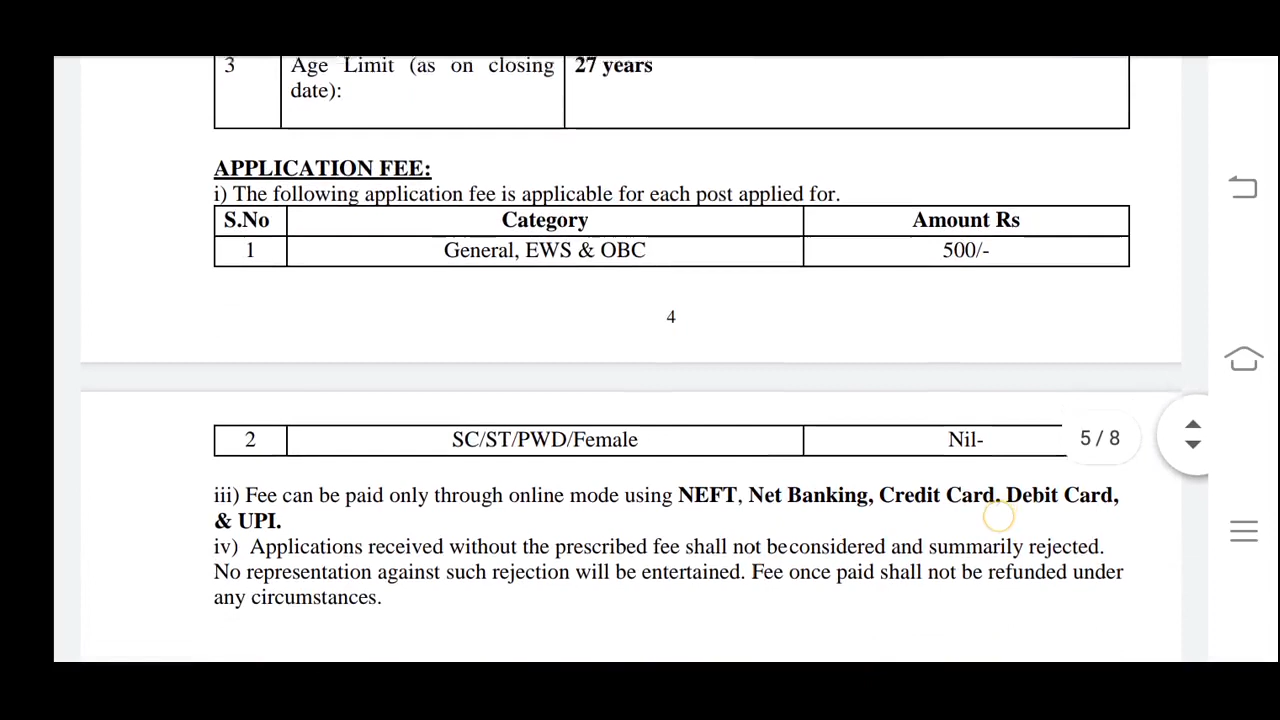 3 Age Limit (as on closing 27 years
date):
APPLICATION FEE:
i) The following application fee is applicable for each post applied for.
S.No Category Amount Rs
1 General, EWS & OBC 500/-
4
2 SC/ST/PWD/Female Nil-
5 / 8
iii) Fee can be paid only through online mode using NEFT, Net Banking, Credit Card, Debit Card,
& UPI.
iv) Applications received without the prescribed fee shall not be considered and summarily rejected.
No representation against such rejection will be entertained. Fee once paid shall not be refunded under
any circumstances.